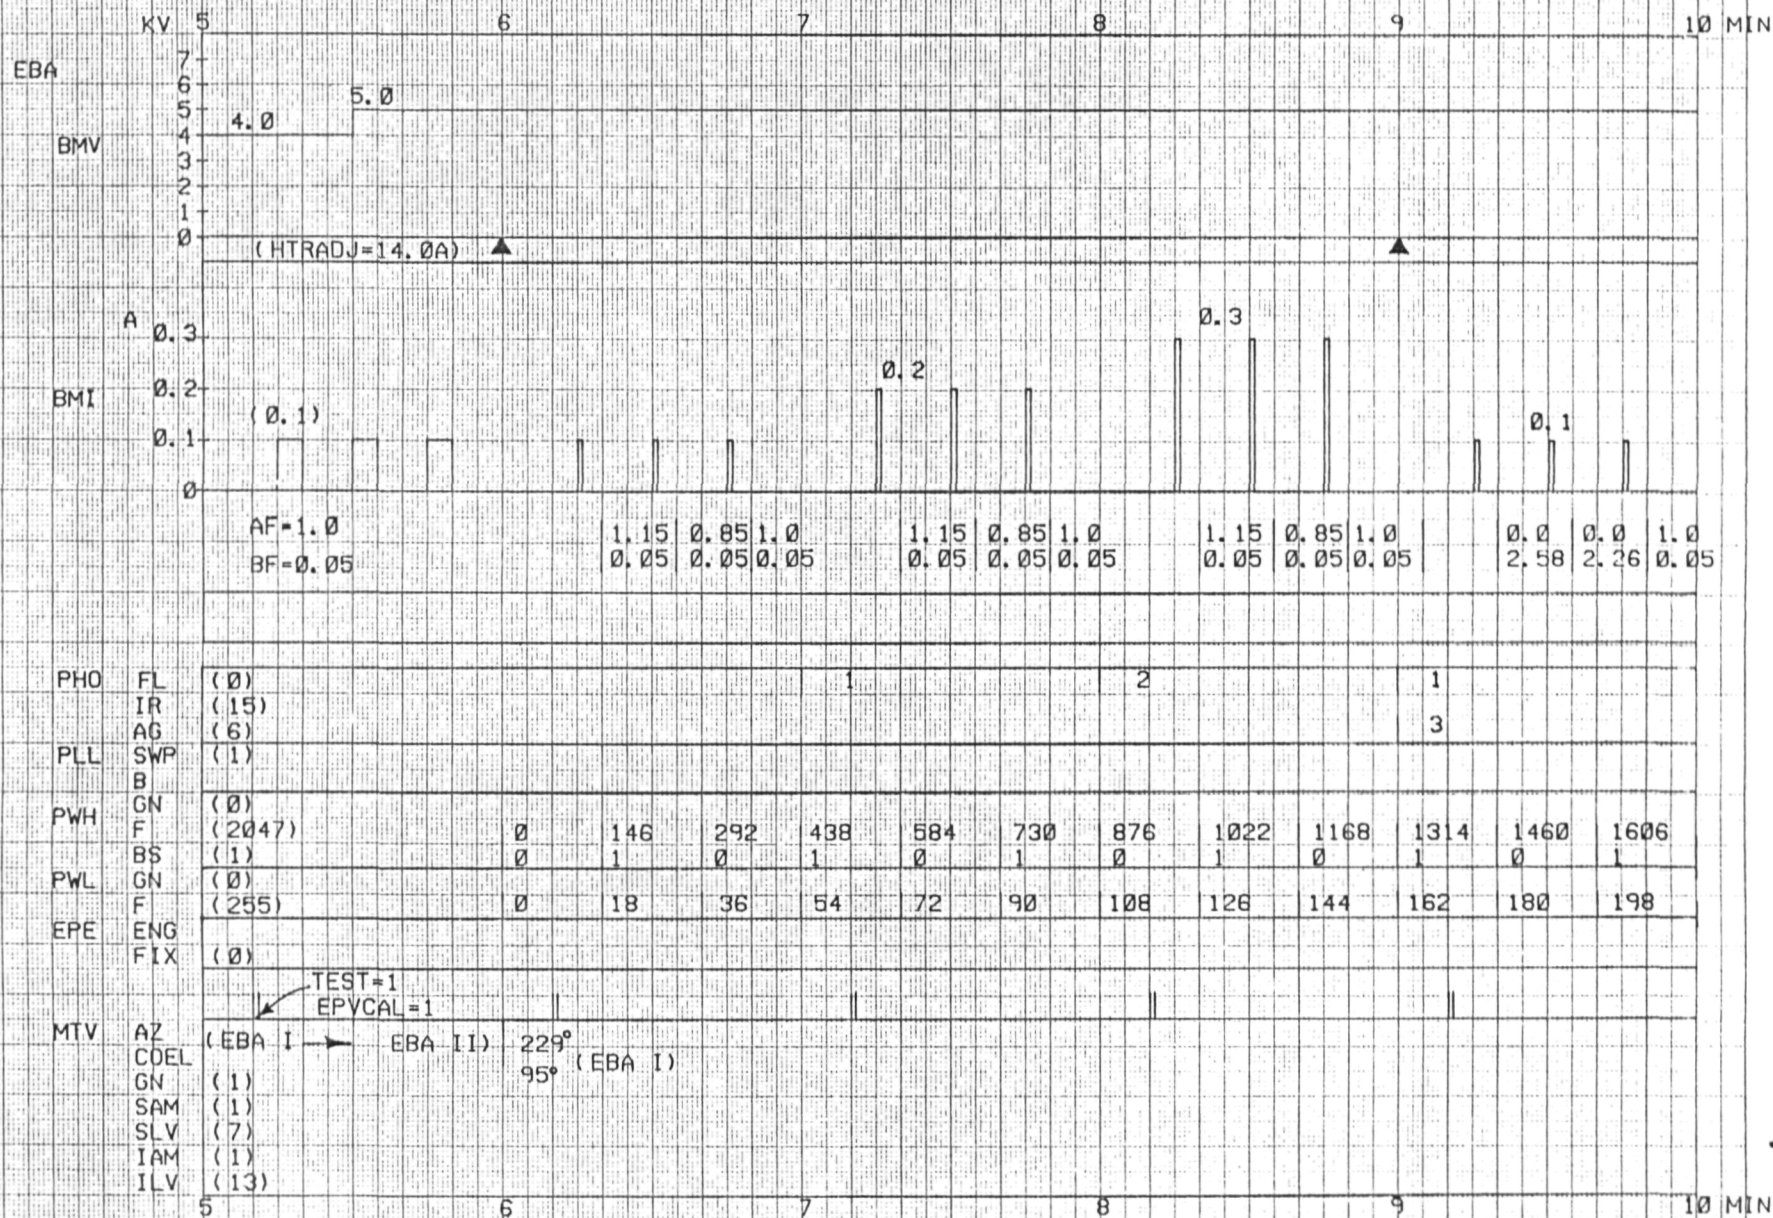 KV 5 6 7 8 9 10 MIN
EBA
7
6
5.0
5
4.0
4
BMV
3
2
1
0
(HTRADJ=14.0A)
A
0.3
0.3
0.2
0.2
BMI
(0.1)
0.1
0.1
0
AF=1.0 1.15 0.85 1.0 1.15 0.85 1.0 1.15 0.85 1.0 0.0 0.0 1.0
BF=0.05 0.05 0.05 0.05 0.05 0.05 0.05 0.05 0.05 0.05 2.58 2.26 0.05
PHO FL (0) 1 2 1
IR (15)
AG (6) 3
PLL SWP (1)
B
PWH GN (0)
F (2047) 0 146 292 438 584 730 876 1022 1168 1314 1460 1606
BS (1) 0 1 0 1 0 1 0 1 0 1 0 1
PWL GN (0)
F (255) 0 18 36 54 72 90 108 126 144 162 180 198
EPE ENG
FIX (0)
TEST=1
EPVCAL=1
MTV AZ (EBA I → EBA II) 229°
COEL (EBA I)
95°
GN (1)
SAM (1)
SLV (7)
IAM (1)
ILV (13)
5 6 7 8 9 10 MIN